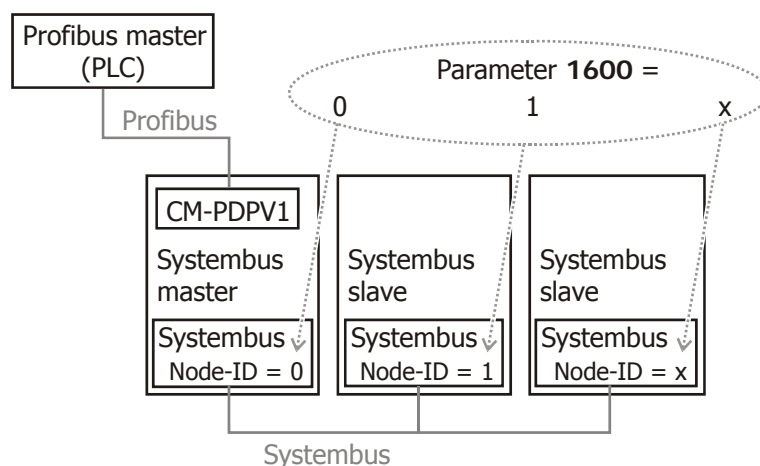 Profibus master
(PLC)
Parameter 1600 =
0 1 x
Profibus
CM-PDPV1
Systembus
master
Systembus
slave
Systembus
slave
Systembus
Node-ID = 0
Systembus
Node-ID = 1
Systembus
Node-ID = x
Systembus